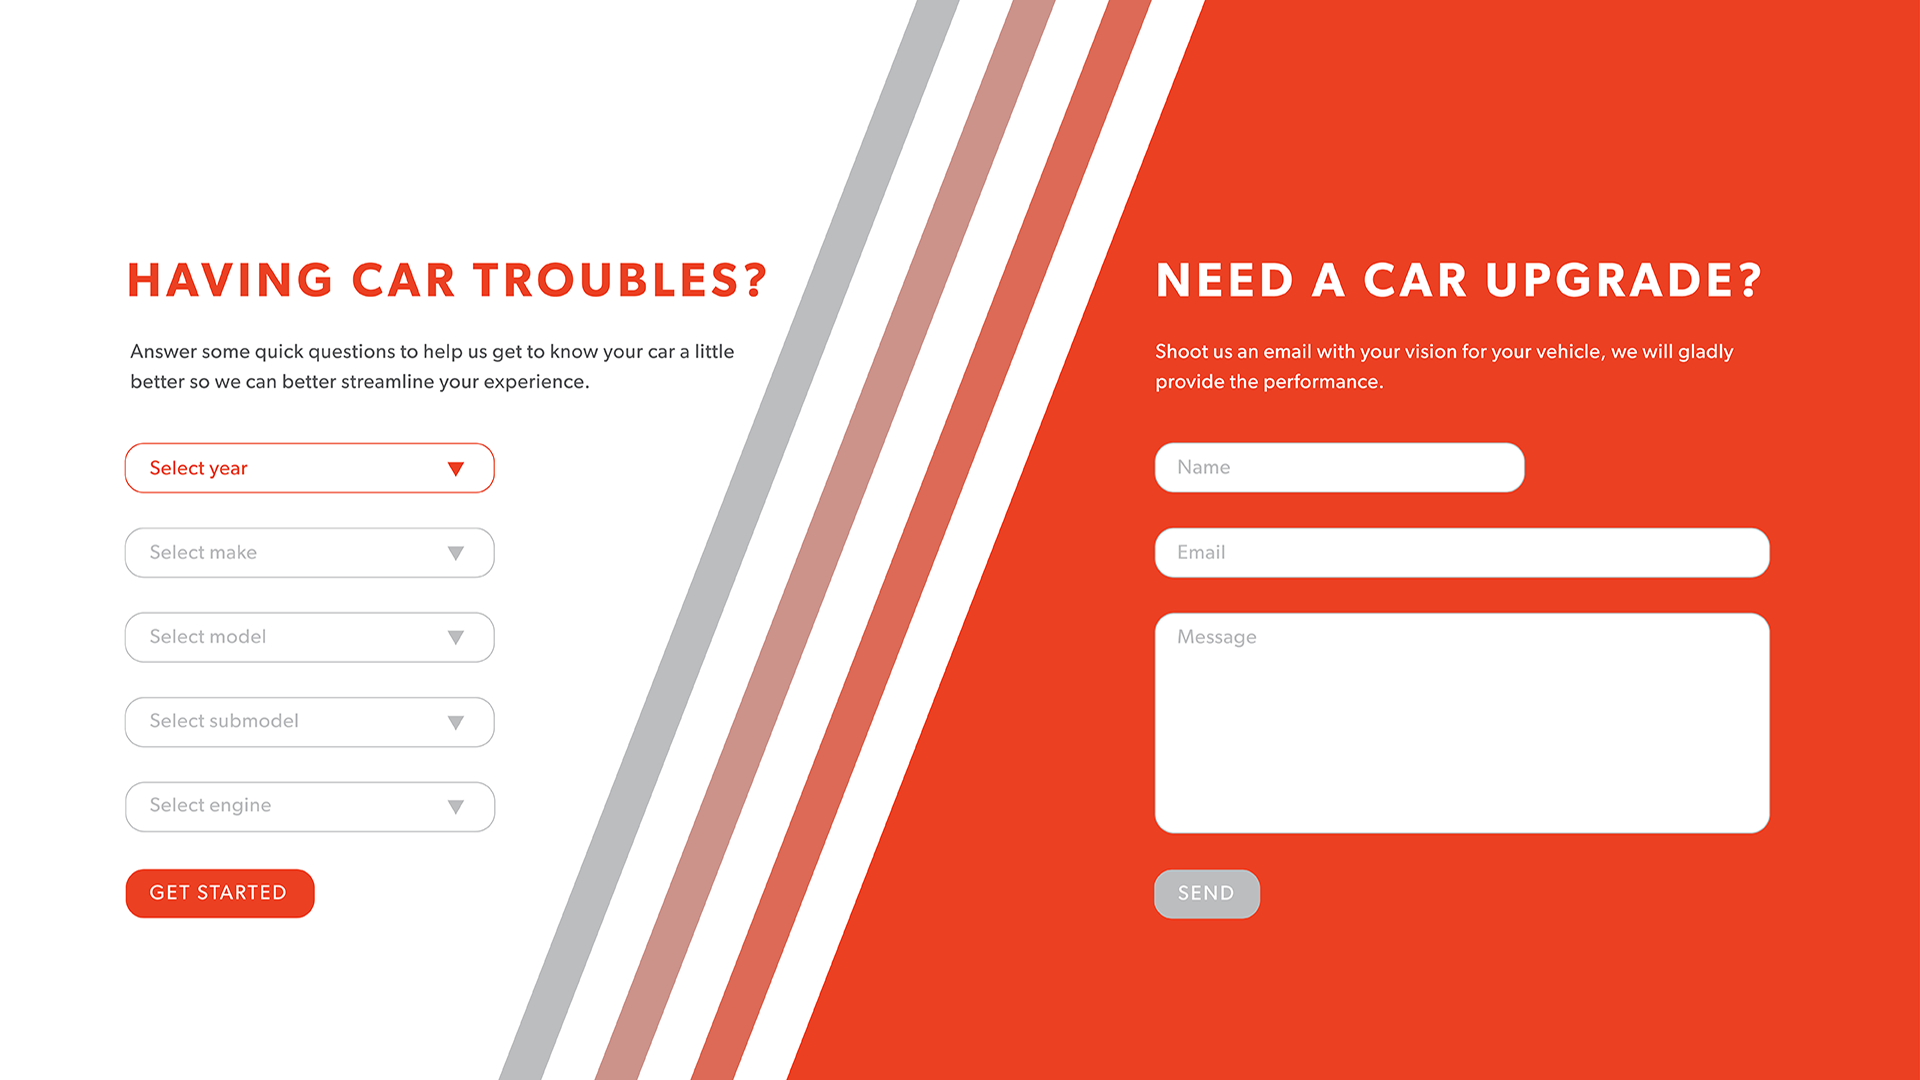 HAVING CAR TROUBLES?
Answer some quick questions to help us get to know your car a little
better so we can better streamline your experience.
Select year
Select make
Select model
Select submodel
Select engine
GET STARTED
NEED A CAR UPGRADE?
Shoot us an email with your vision for your vehicle, we will gladly
provide the performance.
Name
Email
Message
SEND